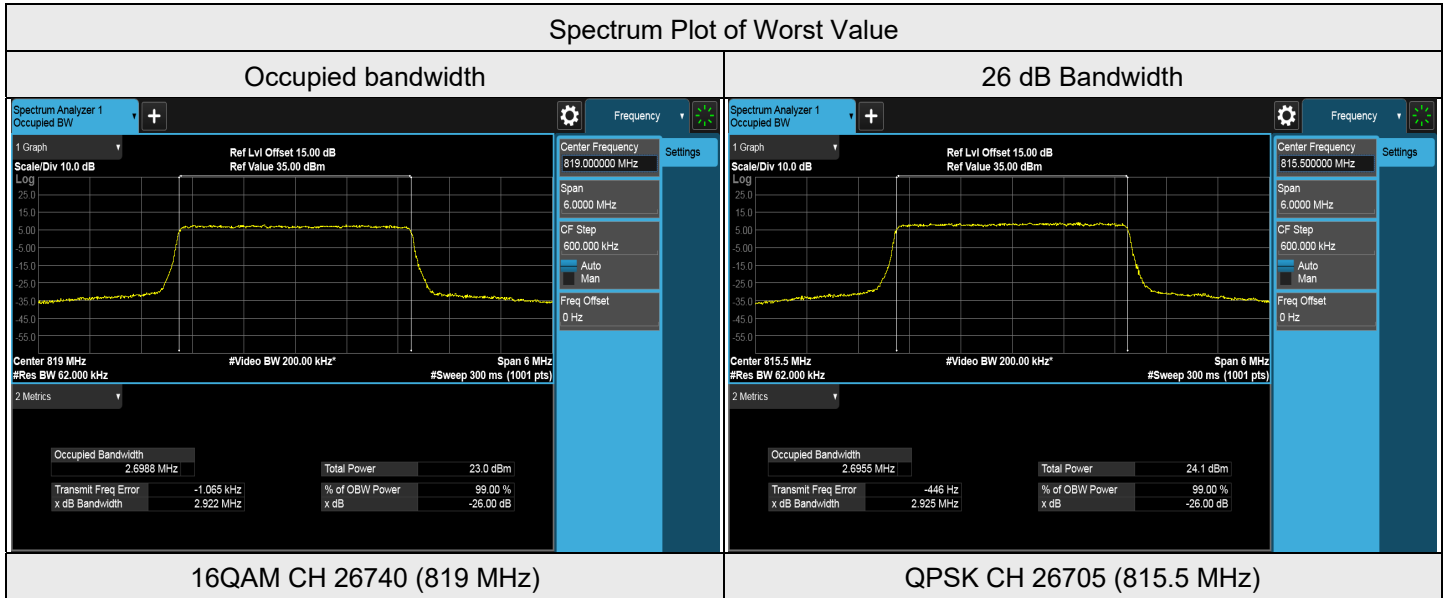 Spectrum Plot of Worst Value
Occupied bandwidth
26 dB Bandwidth
Spectrum Analyzer 1
Occupied BW
+
Frequency
1 Graph
Ref Lvl Offset 15.00 dB
Scale/Div 10.0 dB
Ref Value 35.00 dBm
Log
25.0
15.0
5.00
-5.00
-15.0
-25.0
-35.0
-45.0
-55.0
Center 819 MHz
#Video BW 200.00 kHz*
Span 6 MHz
#Res BW 62.000 kHz
#Sweep 300 ms (1001 pts)
Center Frequency
819.000000 MHz
Settings
Span
6.0000 MHz
CF Step
600.000 kHz
Auto
Man
Freq Offset
0 Hz
2 Metrics
Occupied Bandwidth
2.6988 MHz
Total Power 23.0 dBm
Transmit Freq Error -1.065 kHz
% of OBW Power 99.00 %
x dB Bandwidth 2.922 MHz
x dB -26.00 dB
Spectrum Analyzer 1
Occupied BW
+
Frequency
1 Graph
Ref Lvl Offset 15.00 dB
Scale/Div 10.0 dB
Ref Value 35.00 dBm
Log
25.0
15.0
5.00
-5.00
-15.0
-25.0
-35.0
-45.0
-55.0
Center 815.5 MHz
#Video BW 200.00 kHz*
Span 6 MHz
#Res BW 62.000 kHz
#Sweep 300 ms (1001 pts)
Center Frequency
815.500000 MHz
Settings
Span
6.0000 MHz
CF Step
600.000 kHz
Auto
Man
Freq Offset
0 Hz
2 Metrics
Occupied Bandwidth
2.6955 MHz
Total Power 24.1 dBm
Transmit Freq Error -446 Hz
% of OBW Power 99.00 %
x dB Bandwidth 2.925 MHz
x dB -26.00 dB
16QAM CH 26740 (819 MHz)
QPSK CH 26705 (815.5 MHz)